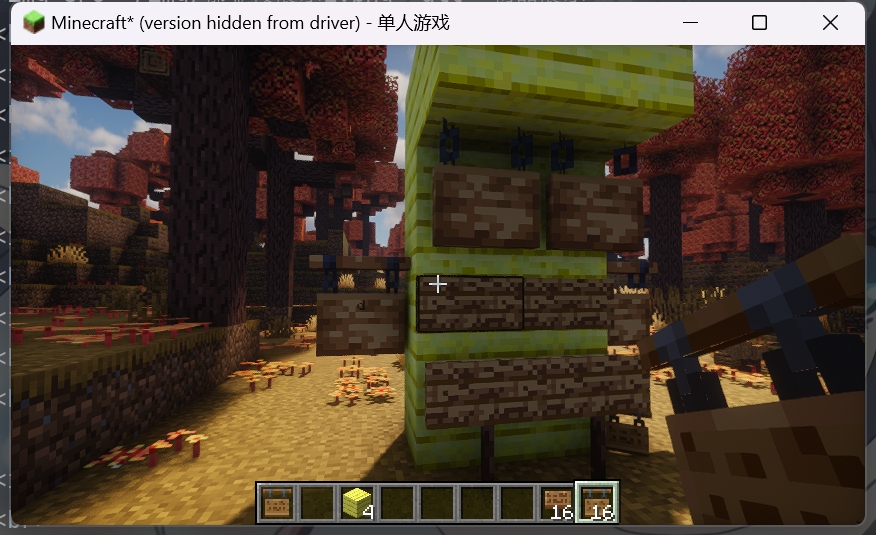 Minecraft* (version hidden from driver) - 单人游戏
d
4
16
16